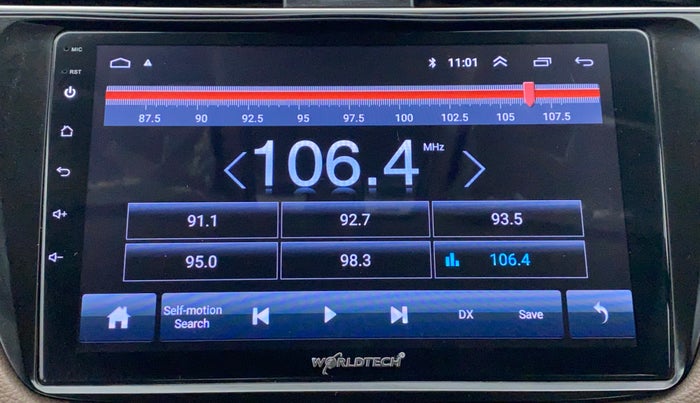 MIC
RST
11:01
87.5 90 92.5 95 97.5 100 102.5 105 107.5
106.4 MHz
91.1 92.7 93.5
95.0 98.3 106.4
Self-motion
Search
DX Save
WORLDTECH®